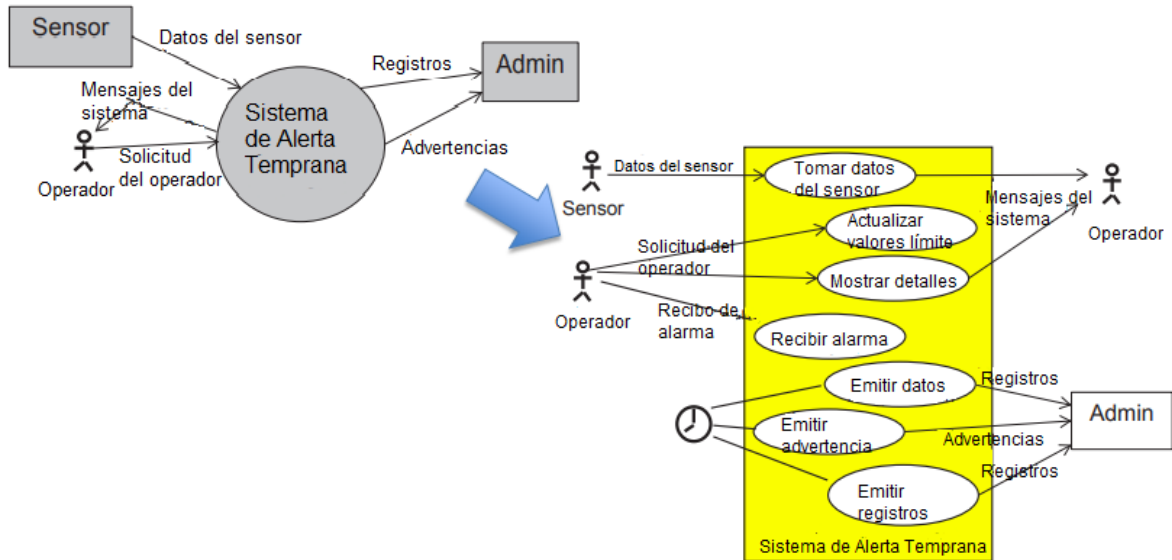 Sensor
Datos del sensor
Mensajes del
sistema
Operador
Solicitud
del operador
Sistema
de Alerta
Temprana
Registros
Admin
Advertencias
Sensor
Datos del sensor
Tomar datos
del sensor
Mensajes del
sistema
Operador
Operador
Solicitud del
operador
Actualizar
valores límite
Mostrar detalles
Recibo de
alarma
Recibir alarma
Emitir datos
Registros
Emitir
advertencia
Advertencias
Admin
Emitir
registros
Registros
Sistema de Alerta Temprana